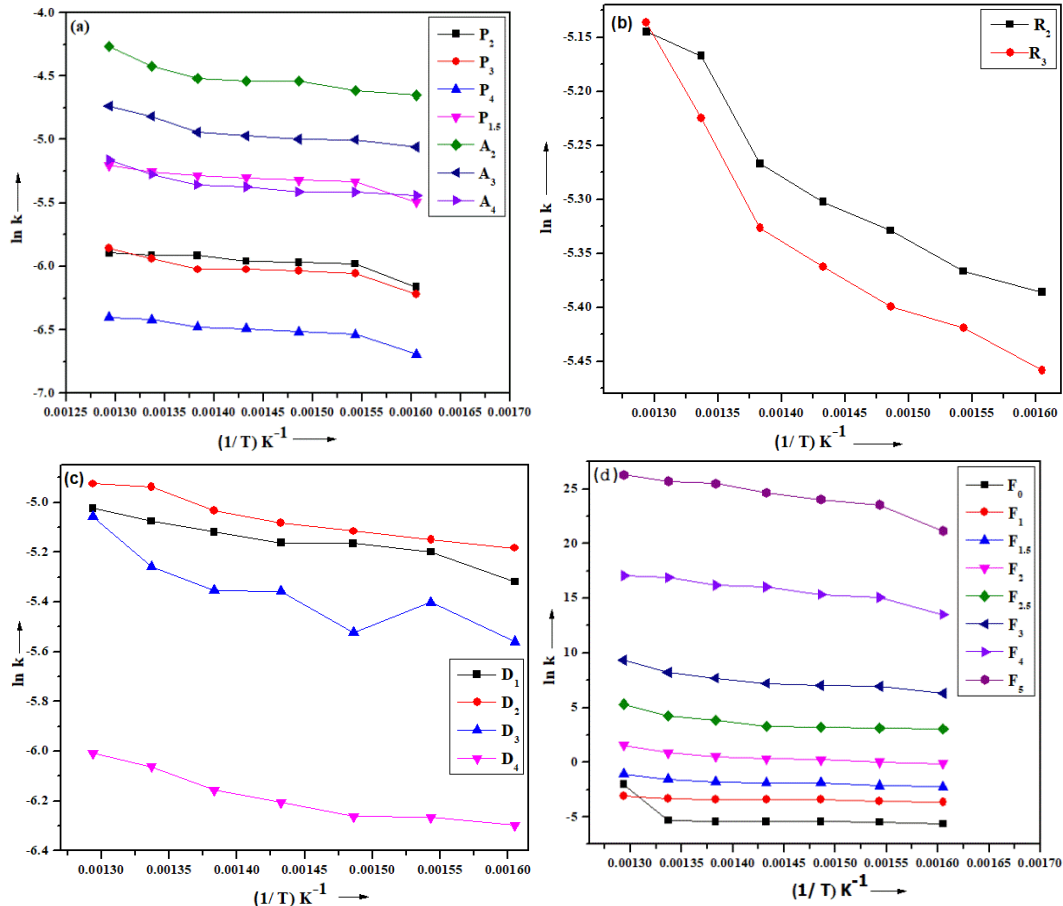 (a)
-4.0
-4.5
-5.0
-5.5
-6.0
-6.5
-7.0
ln k
P2
P3
P4
P1.5
A2
A3
A4
0.00125 0.00130 0.00135 0.00140 0.00145 0.00150 0.00155 0.00160 0.00165 0.00170
(1/ T) K-1
(b)
-5.15
-5.20
-5.25
-5.30
-5.35
-5.40
-5.45
ln k
R2
R3
0.00130 0.00135 0.00140 0.00145 0.00150 0.00155 0.00160
(1/ T) K-1
(c)
-5.0
-5.2
-5.4
-5.6
-5.8
-6.0
-6.2
-6.4
ln k
D1
D2
D3
D4
0.00130 0.00135 0.00140 0.00145 0.00150 0.00155 0.00160
(1/ T) K-1
(d)
25
20
15
10
5
0
-5
ln k
F0
F1
F1.5
F2
F2.5
F3
F4
F5
0.00130 0.00135 0.00140 0.00145 0.00150 0.00155 0.00160 0.00165 0.00170
(1/ T) K-1